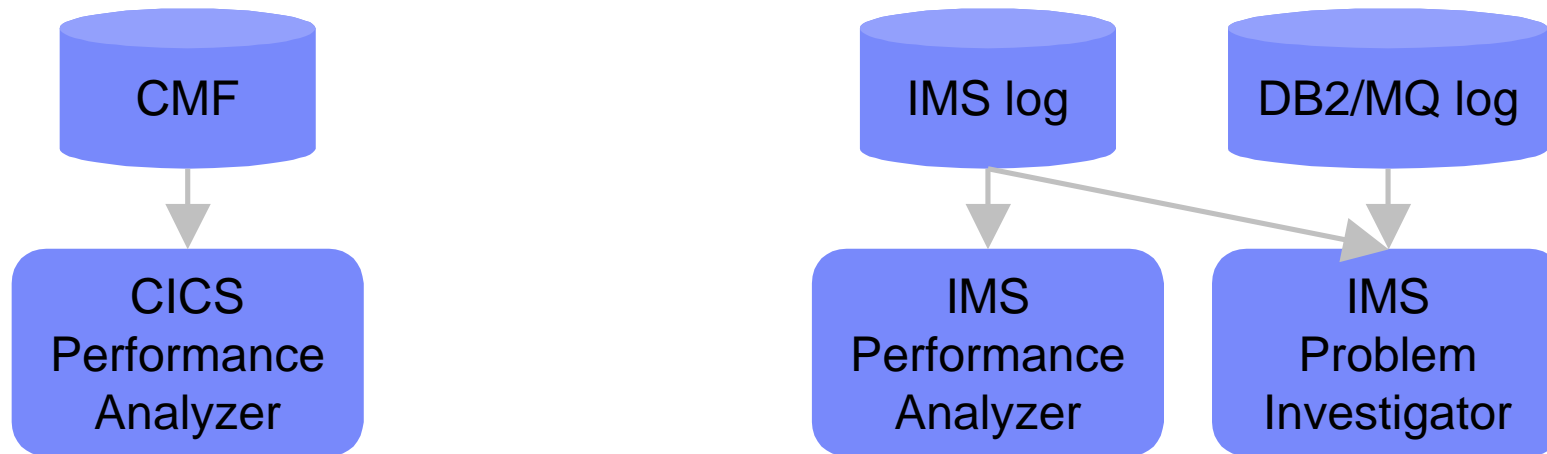 CMF
IMS log
DB2/MQ log
CICS
Performance
Analyzer
IMS
Performance
Analyzer
IMS
Problem
Investigator